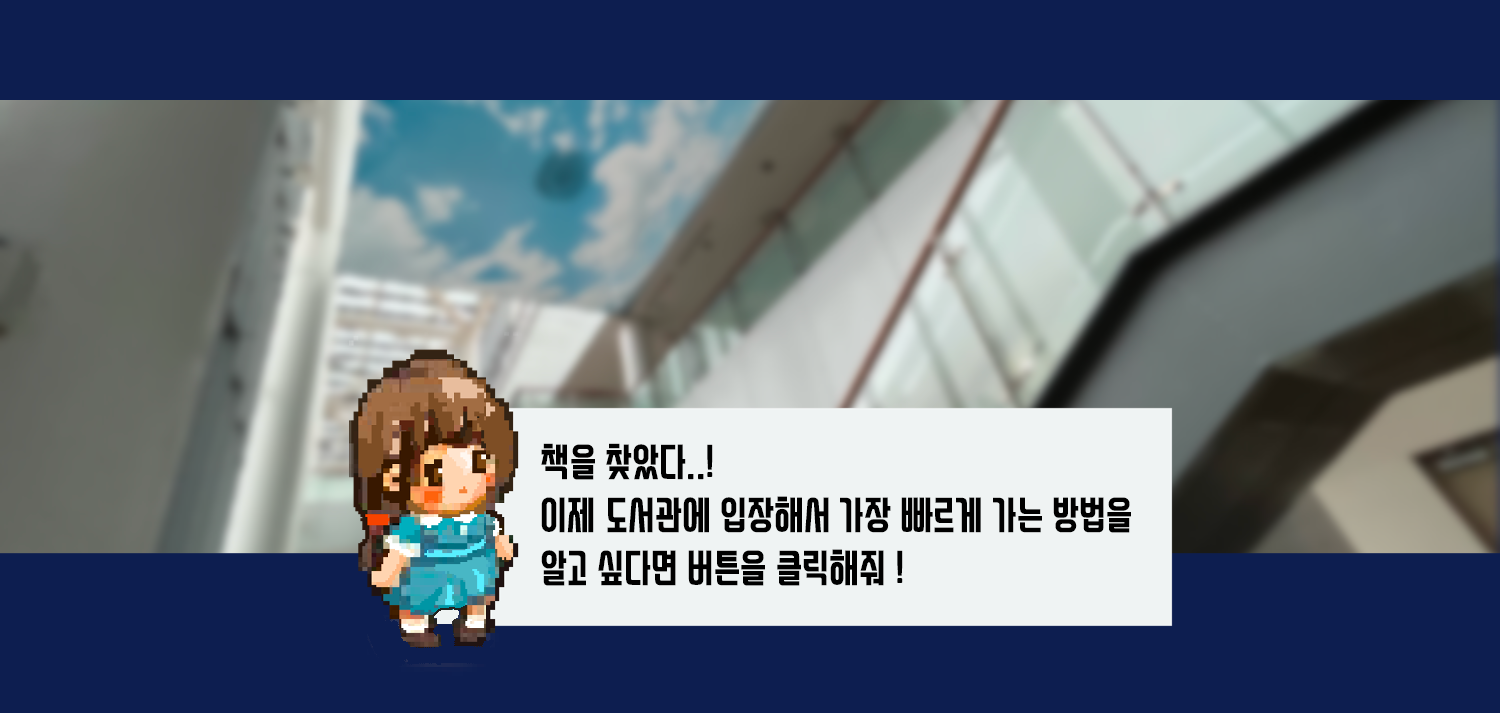 책을 찾았다..!
이제 도서관에 입장해서 가장 빠르게 가는 방법을
알고 싶다면 버튼을 클릭해줘 !